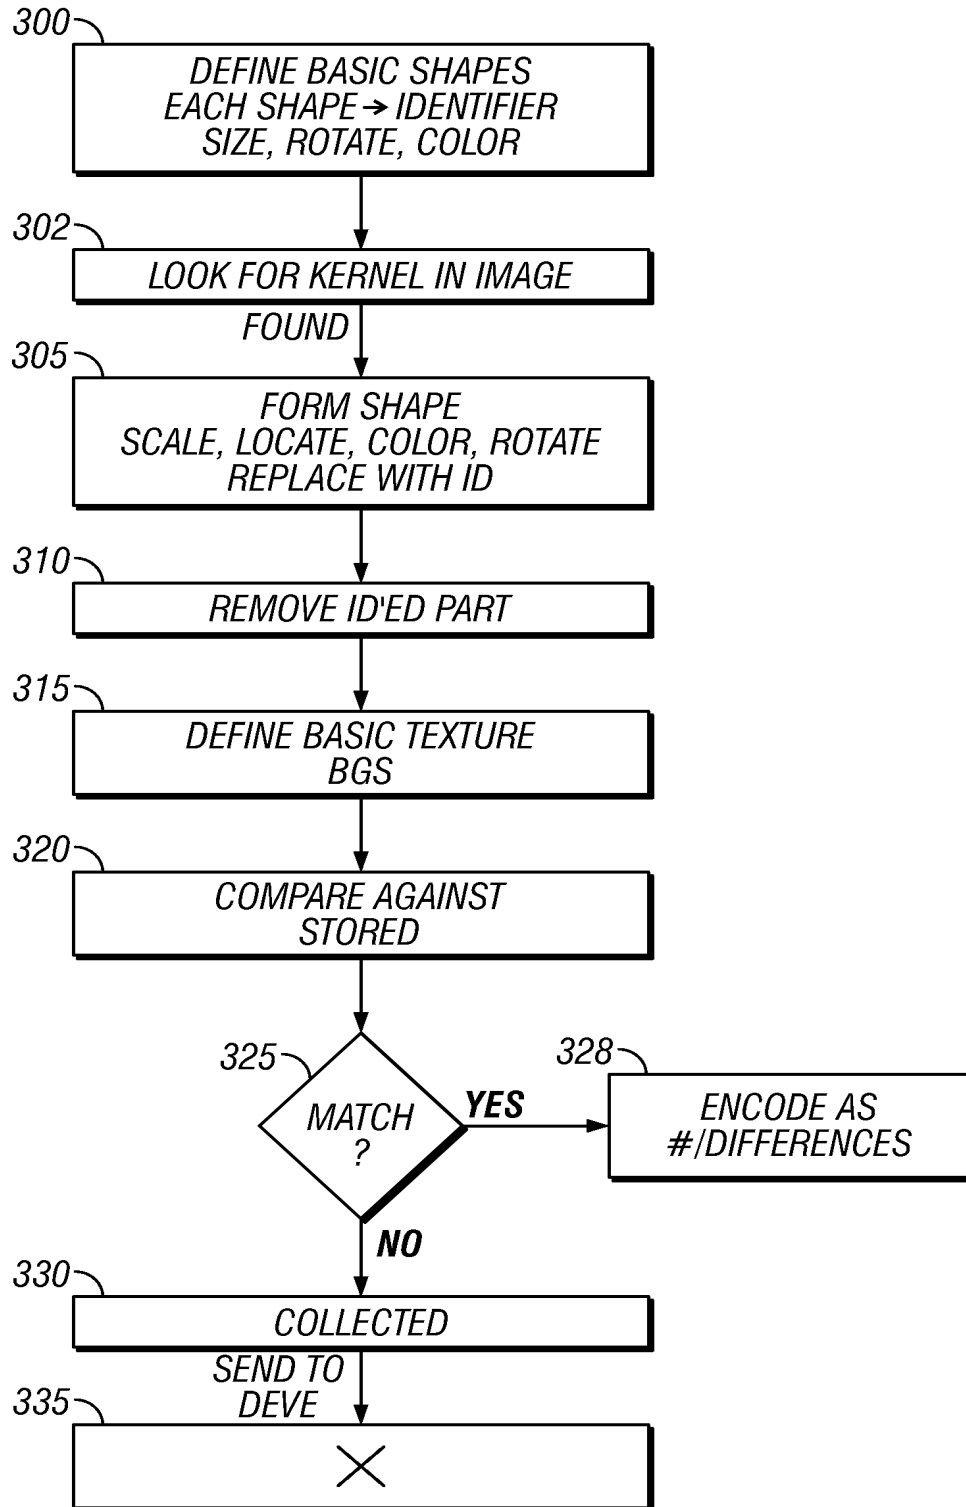 300
DEFINE BASIC SHAPES
EACH SHAPE → IDENTIFIER
SIZE, ROTATE, COLOR
302
LOOK FOR KERNEL IN IMAGE
FOUND
305
FORM SHAPE
SCALE, LOCATE, COLOR, ROTATE
REPLACE WITH ID
310
REMOVE ID'ED PART
315
DEFINE BASIC TEXTURE
BGS
320
COMPARE AGAINST
STORED
325
MATCH
?
YES
328
ENCODE AS
#/DIFFERENCES
NO
330
COLLECTED
SEND TO
DEVE
335
X